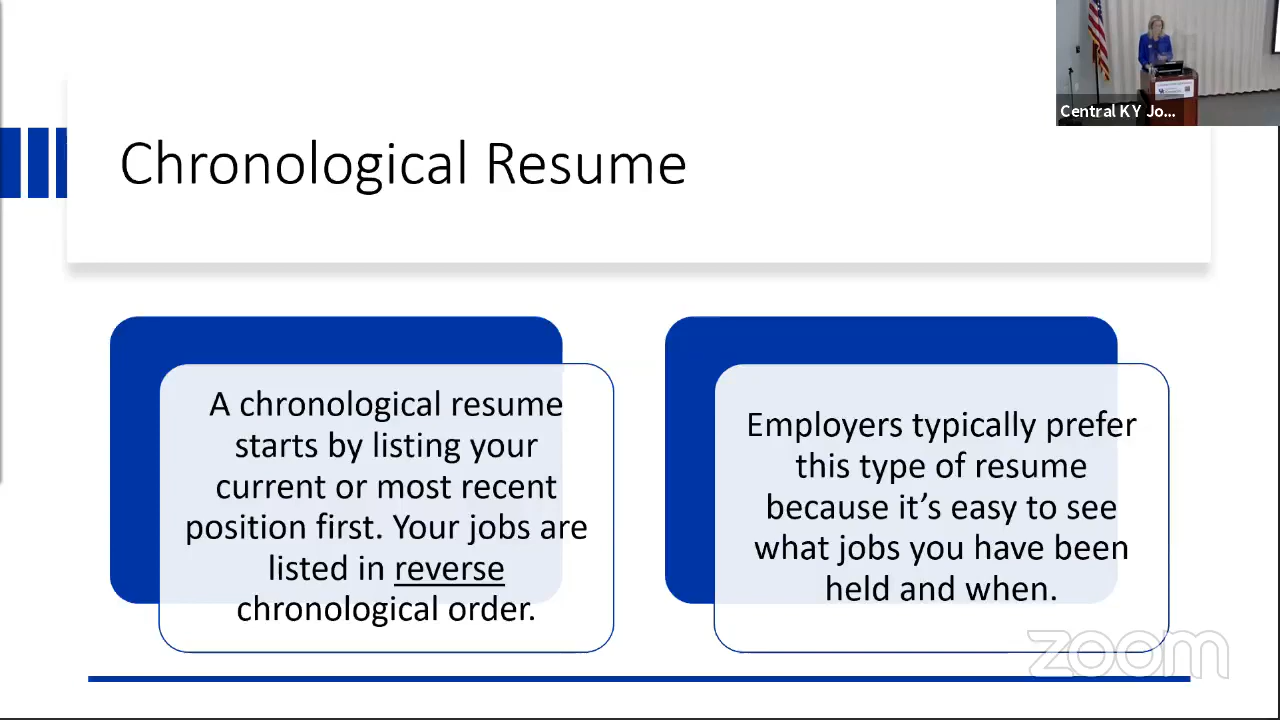 Central KY Jo...
Chronological Resume
A chronological resume
starts by listing your
current or most recent
position first. Your jobs are
listed in reverse
chronological order.
Employers typically prefer
this type of resume
because it’s easy to see
what jobs you have been
held and when.
zoom